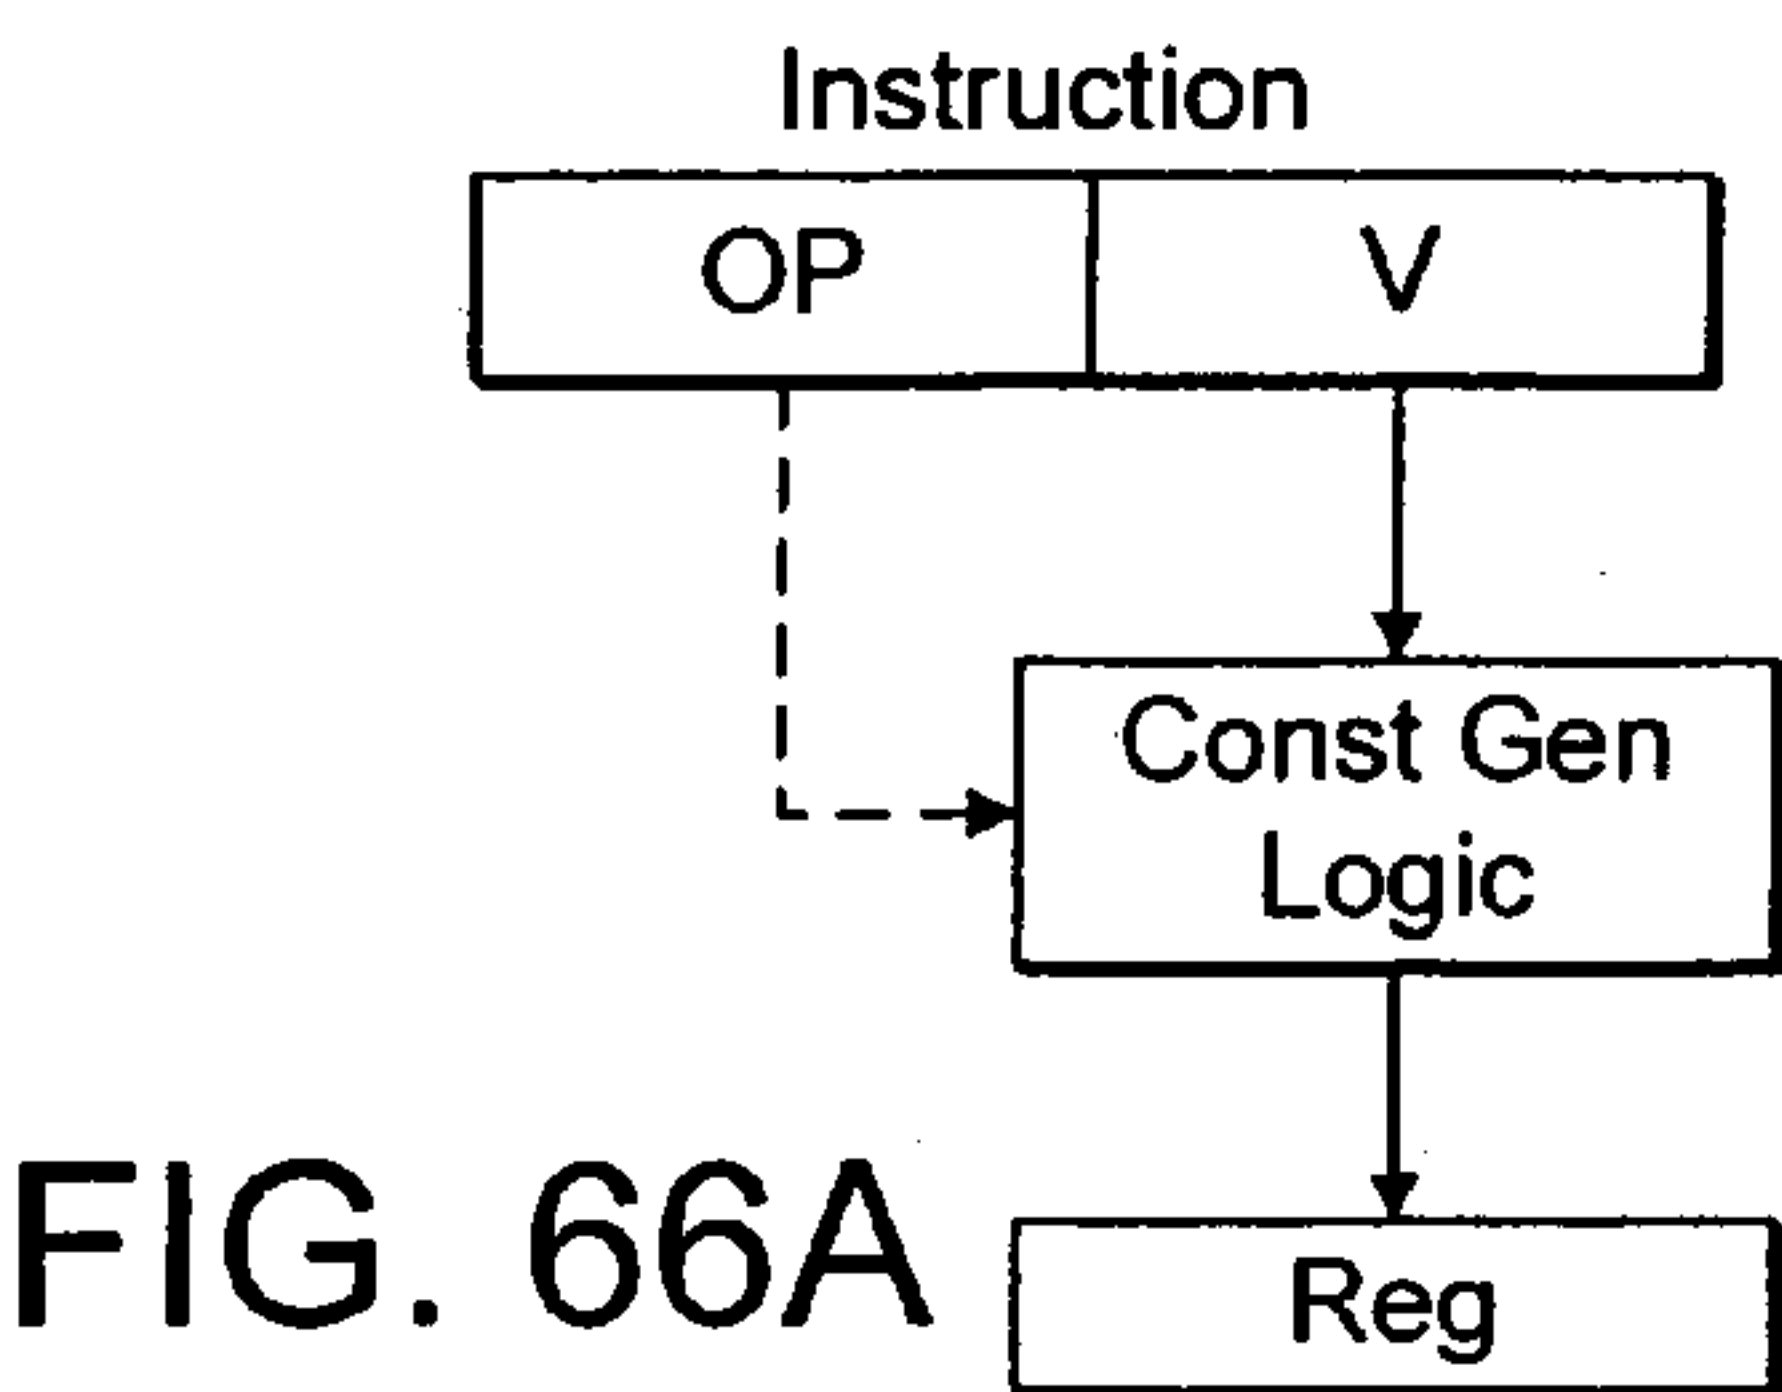 Instruction
OP V
Const Gen
Logic
Reg
FIG. 66A